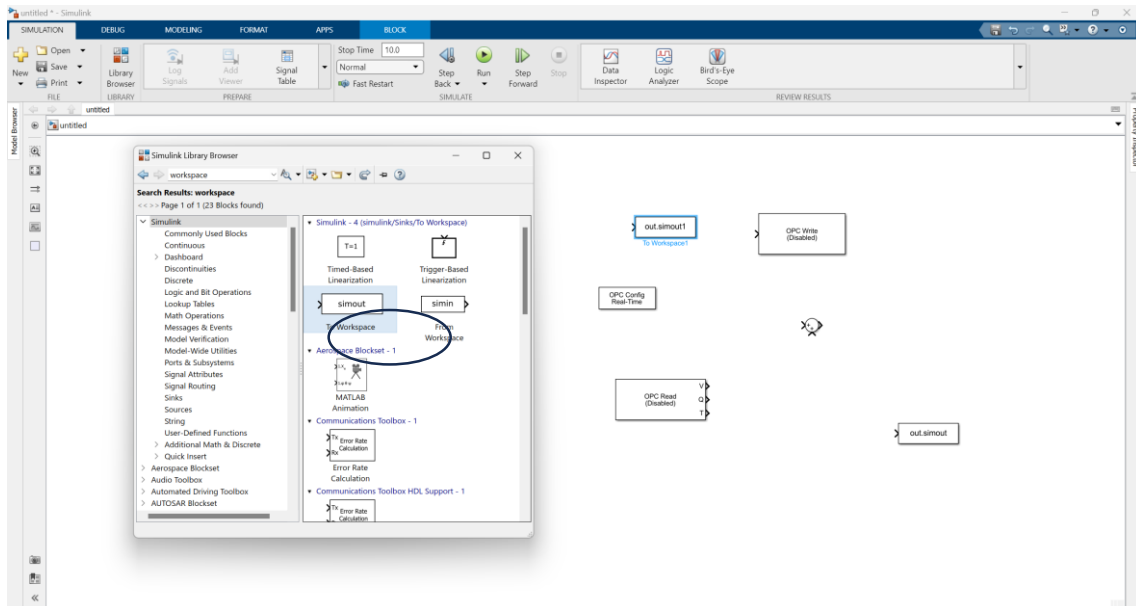 untitled * - Simulink
SIMULATION DEBUG MODELING FORMAT APPS BLOCK
New
Open
Save
Print
FILE
Library Browser
LIBRARY
Log Signals
Add Viewer
Signal Table
PREPARE
Stop Time 10.0
Normal
Fast Restart
Step Back
Run
Step Forward
Stop
SIMULATE
Data Inspector
Logic Analyzer
Bird's-Eye Scope
REVIEW RESULTS
Model Browser
untitled
untitled
Property Inspector
Simulink Library Browser
workspace
Search Results: workspace
<< >> Page 1 of 1 (23 Blocks found)
Simulink
Commonly Used Blocks
Continuous
Dashboard
Discontinuities
Discrete
Logic and Bit Operations
Lookup Tables
Math Operations
Messages & Events
Model Verification
Model-Wide Utilities
Ports & Subsystems
Signal Attributes
Signal Routing
Sinks
Sources
String
User-Defined Functions
Additional Math & Discrete
Quick Insert
Aerospace Blockset
Audio Toolbox
Automated Driving Toolbox
AUTOSAR Blockset
Simulink - 4 (simulink/Sinks/To Workspace)
T=1
Timed-Based
Linearization
Trigger-Based
Linearization
simout
To Workspace
simin
From
Workspace
Aerospace Blockset - 1
MATLAB
Animation
Communications Toolbox - 1
Tx
Rx
Error Rate
Calculation
Error Rate
Calculation
Communications Toolbox HDL Support - 1
Tx
Error Rate
Calculation
out.simout1
To Workspace1
OPC Write
(Disabled)
OPC Config
Real-Time
OPC Read
(Disabled)
V
Q
T
out.simout